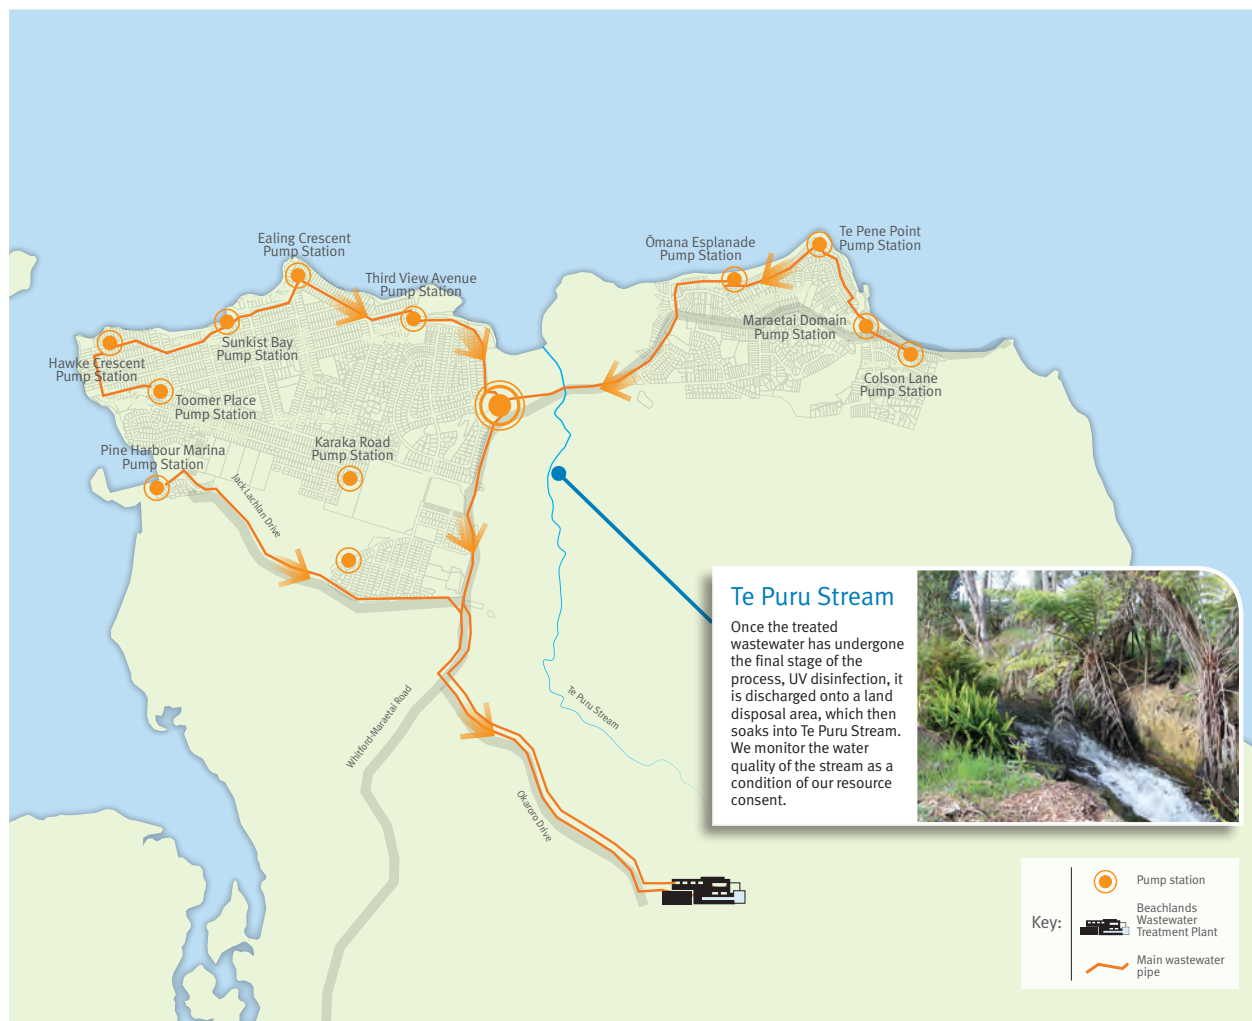 Ealing Crescent
Pump Station
Third View Avenue
Pump Station
Ōmana Esplanade
Pump Station
Te Pene Point
Pump Station
Sunkist Bay
Pump Station
Maraetai Domain
Pump Station
Hawke Crescent
Pump Station
Colson Lane
Pump Station
Toomer Place
Pump Station
Karaka Road
Pump Station
Pine Harbour Marina
Pump Station
Jack Lachlan Drive
Te Puru Stream
Whitford-Maraetai Road
Okaroro Drive
Te Puru Stream
Once the treated
wastewater has undergone
the final stage of the
process, UV disinfection, it
is discharged onto a land
disposal area, which then
soaks into Te Puru Stream.
We monitor the water
quality of the stream as a
condition of our resource
consent.
Key:
Pump station
Beachlands
Wastewater
Treatment Plant
Main wastewater
pipe